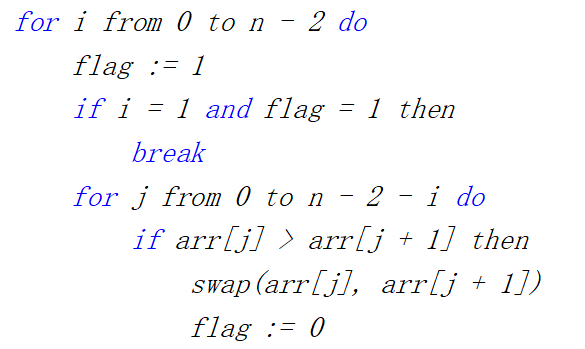 for i from 0 to n - 2 do
flag := 1
if i = 1 and flag = 1 then
break
for j from 0 to n - 2 - i do
if arr[j] > arr[j + 1] then
swap(arr[j], arr[j + 1])
flag := 0